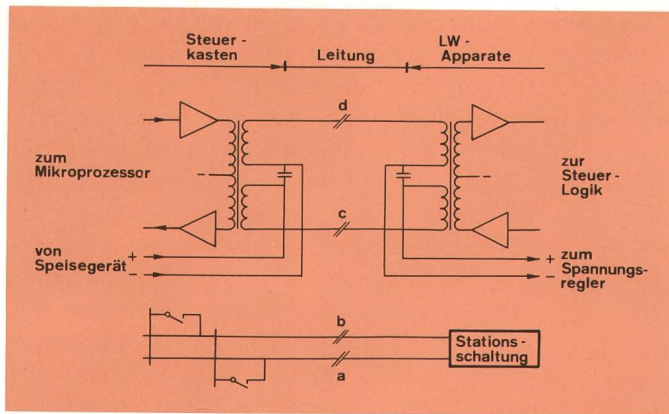 Steuer -
kasten
Leitung
LW -
Apparate
d
zum
Mikroprozessor
zur
Steuer-
Logik
c
von
Speisegerät
+
-
+
-
zum
Spannungs-
regler
b
a
Stations-
schaltung